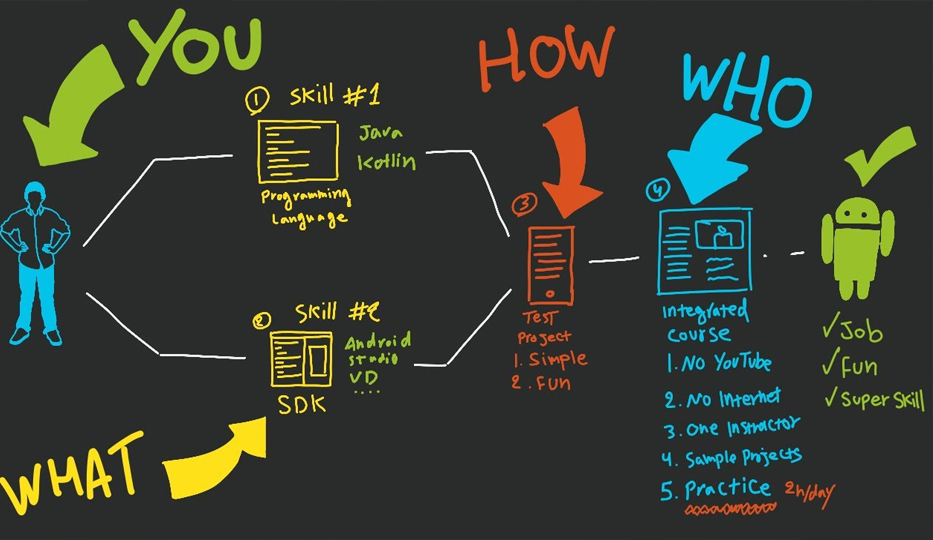 YOU
① Skill #1
Java
Kotlin
Programming
Language
② Skill #2
Android
Studio
VD
....
SDK
WHAT
HOW
③
Test
Project
1. Simple
2. Fun
WHO
④
Integrated
Course
1. No YouTube
2. No Internet
3. One Instractor
4. Sample Projects
5. Practice 2h/day
✓ Job
✓ Fun
✓ Super Skill